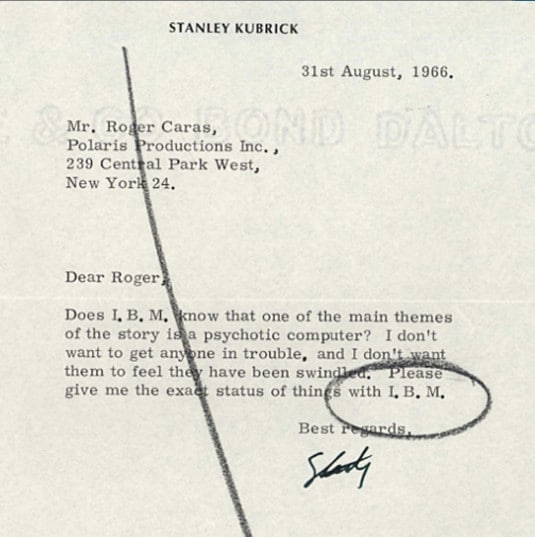 STANLEY KUBRICK
31st August, 1966.
& CO BOND DALTO
Mr. Roger Caras,
Polaris Productions Inc.,
239 Central Park West,
New York 24.
Dear Roger,
Does I.B.M. know that one of the main themes
of the story is a psychotic computer? I don't
want to get anyone in trouble, and I don't want
them to feel they have been swindled. Please
give me the exact status of things with I.B.M.
Best regards,